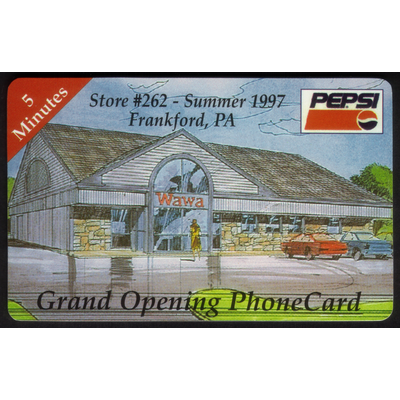 5
Minutes
Store #262 - Summer 1997
Frankford, PA
PEPSI
Wawa
Grand Opening PhoneCard